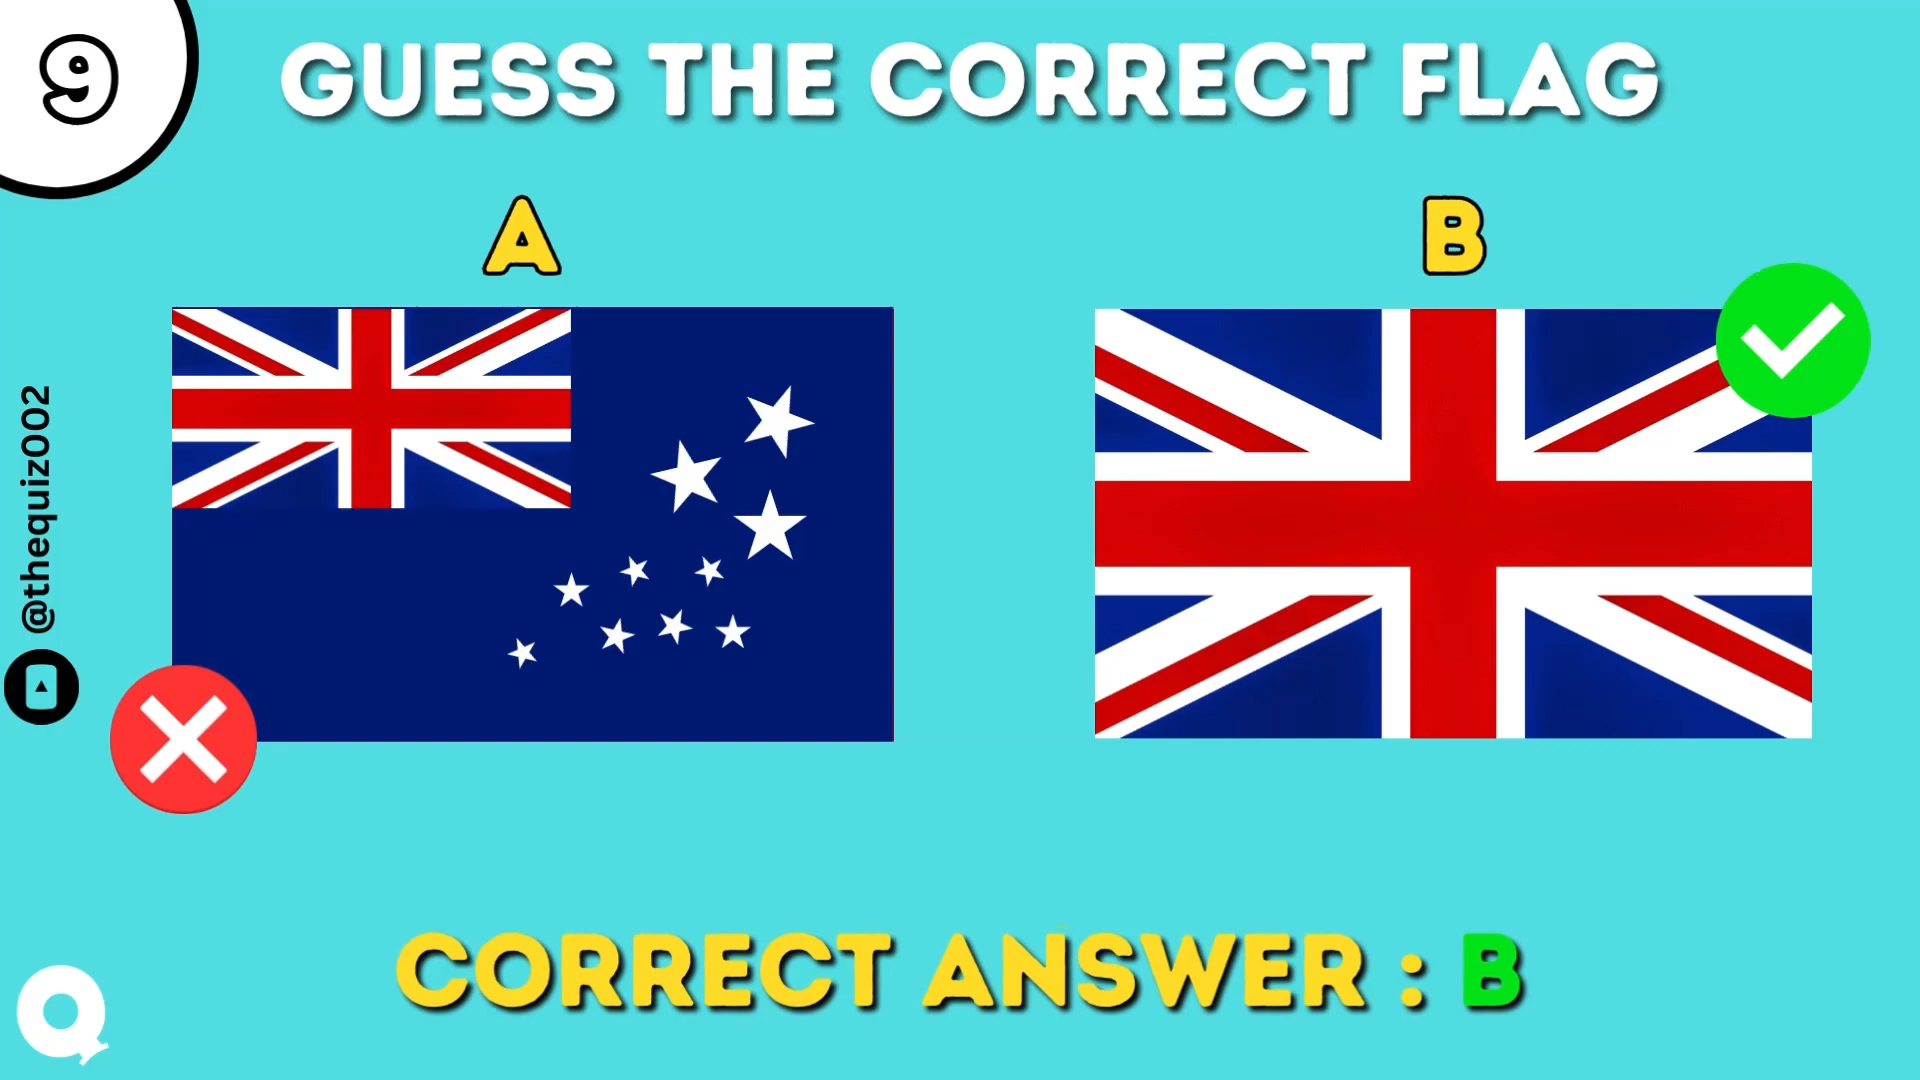 9
GUESS THE CORRECT FLAG
A
B
@thequiz002
CORRECT ANSWER : B
Q